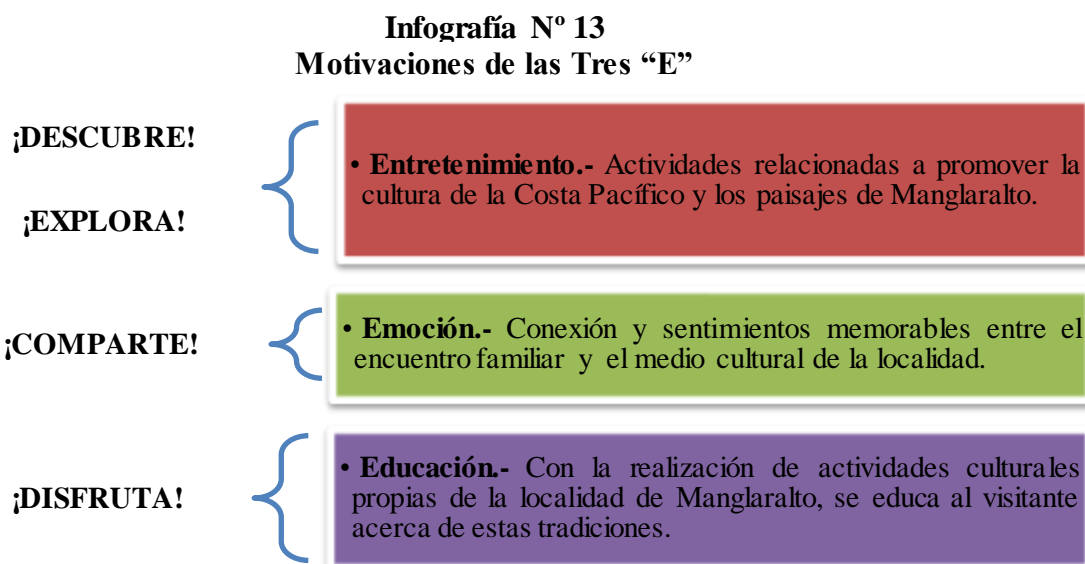 Infografía Nº 13
Motivaciones de las Tres “E”
¡DESCUBRE!
¡EXPLORA!
• Entretenimiento.- Actividades relacionadas a promover la
cultura de la Costa Pacífico y los paisajes de Manglaralto.
¡COMPARTE!
• Emoción.- Conexión y sentimientos memorables entre el
encuentro familiar y el medio cultural de la localidad.
¡DISFRUTA!
• Educación.- Con la realización de actividades culturales
propias de la localidad de Manglaralto, se educa al visitante
acerca de estas tradiciones.